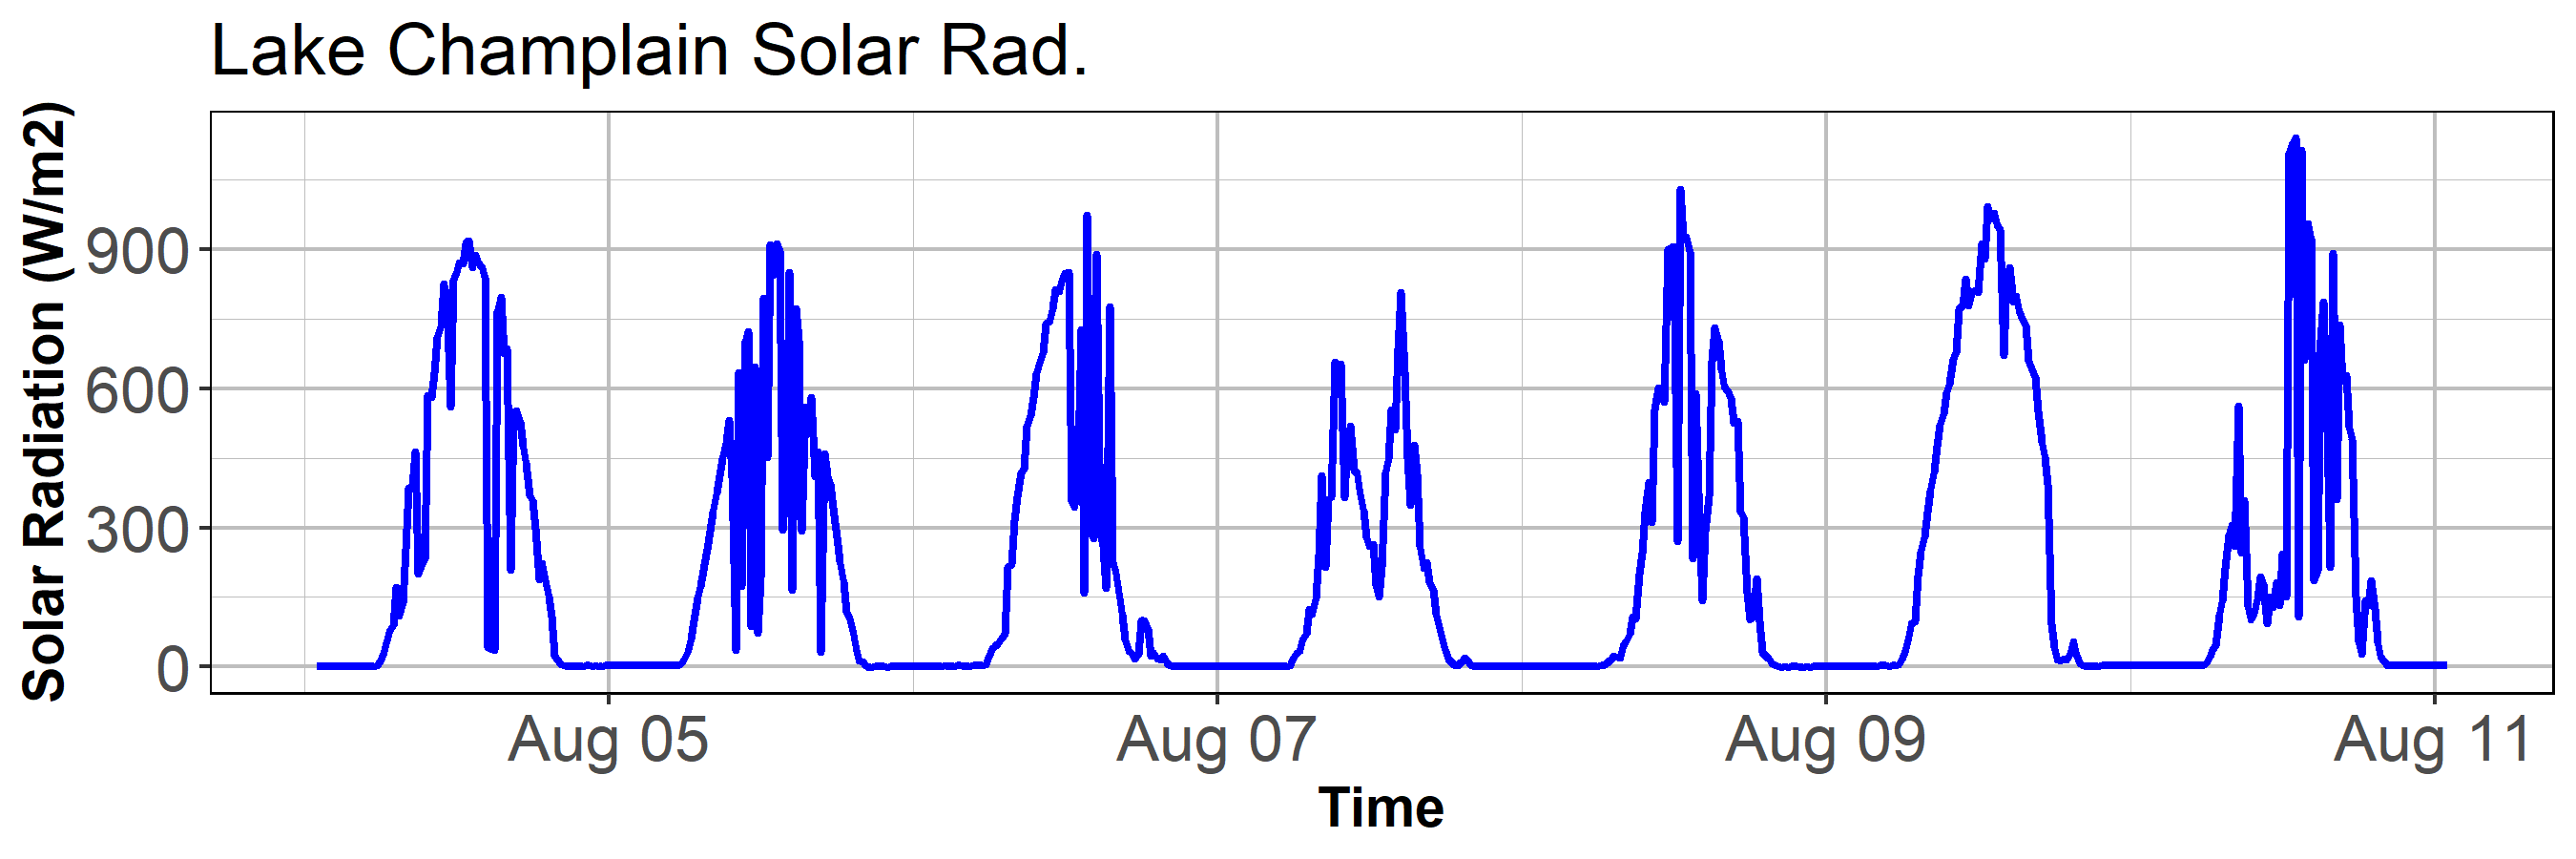 Lake Champlain Solar Rad.
Solar Radiation (W/m2)
900
600
300
0
Aug 05 Aug 07 Aug 09 Aug 11
Time